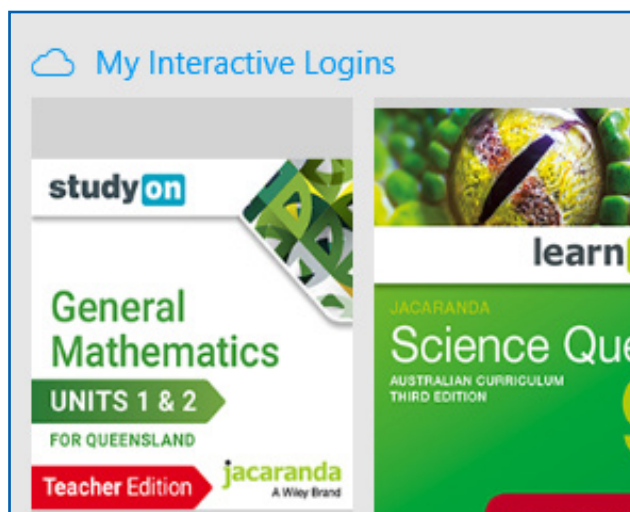 My Interactive Logins
studyon
General
Mathematics
UNITS 1 & 2
FOR QUEENSLAND
Teacher Edition
jacaranda
A Wiley Brand
learn
JACARANDA
Science Que
AUSTRALIAN CURRICULUM
THIRD EDITION